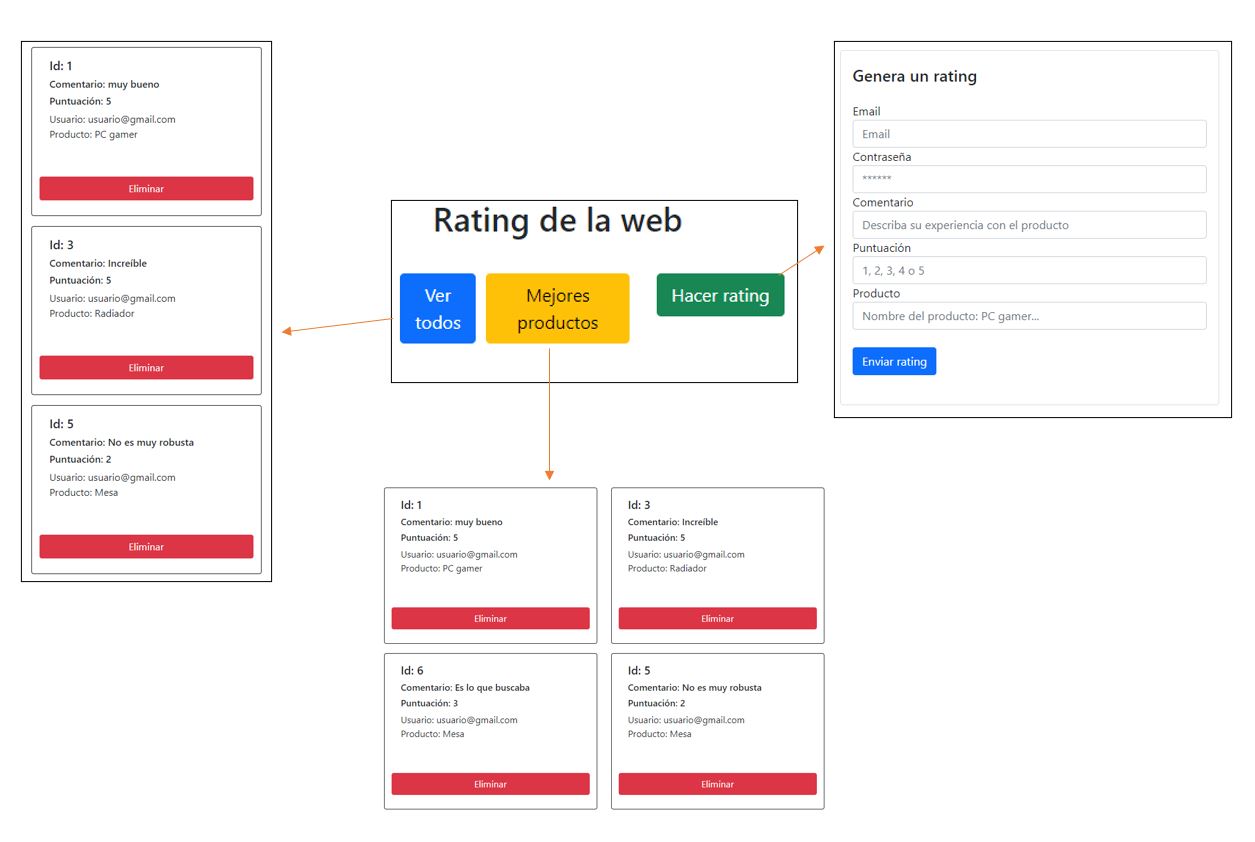 Id: 1
Comentario: muy bueno
Puntuación: 5
Usuario: usuario@gmail.com
Producto: PC gamer
Eliminar
Id: 3
Comentario: Increíble
Puntuación: 5
Usuario: usuario@gmail.com
Producto: Radiador
Eliminar
Id: 5
Comentario: No es muy robusta
Puntuación: 2
Usuario: usuario@gmail.com
Producto: Mesa
Eliminar
Rating de la web
Ver
todos
Mejores
productos
Hacer rating
Genera un rating
Email
Email
Contraseña
******
Comentario
Describa su experiencia con el producto
Puntuación
1, 2, 3, 4 o 5
Producto
Nombre del producto: PC gamer...
Enviar rating
Id: 1
Comentario: muy bueno
Puntuación: 5
Usuario: usuario@gmail.com
Producto: PC gamer
Eliminar
Id: 3
Comentario: Increíble
Puntuación: 5
Usuario: usuario@gmail.com
Producto: Radiador
Eliminar
Id: 6
Comentario: Es lo que buscaba
Puntuación: 3
Usuario: usuario@gmail.com
Producto: Mesa
Eliminar
Id: 5
Comentario: No es muy robusta
Puntuación: 2
Usuario: usuario@gmail.com
Producto: Mesa
Eliminar